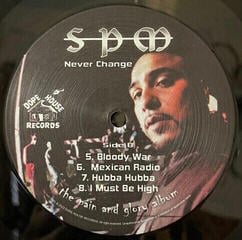 SPM
Never Change
DOPE HOUSE
RECORDS
Side B
5. Bloody War
6. Mexican Radio
7. Hubba Hubba
8. I Must Be High
the pain and glory album